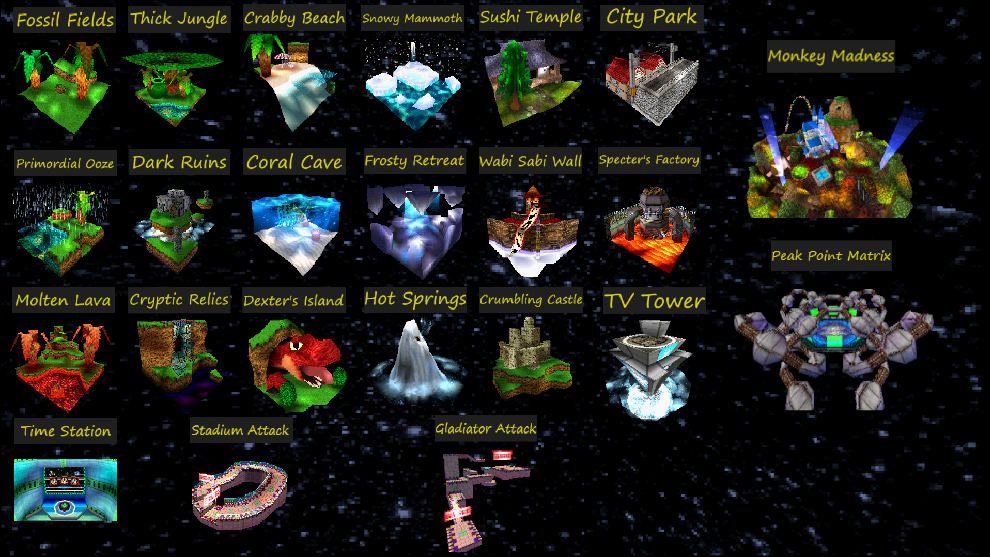 Fossil Fields
Thick Jungle
Crabby Beach
Snowy Mammoth
Sushi Temple
City Park
Monkey Madness
Primordial Ooze
Dark Ruins
Coral Cave
Frosty Retreat
Wabi Sabi Wall
Specter's Factory
Peak Point Matrix
Molten Lava
Cryptic Relics
Dexter's Island
Hot Springs
Crumbling Castle
TV Tower
Time Station
Stadium Attack
Gladiator Attack